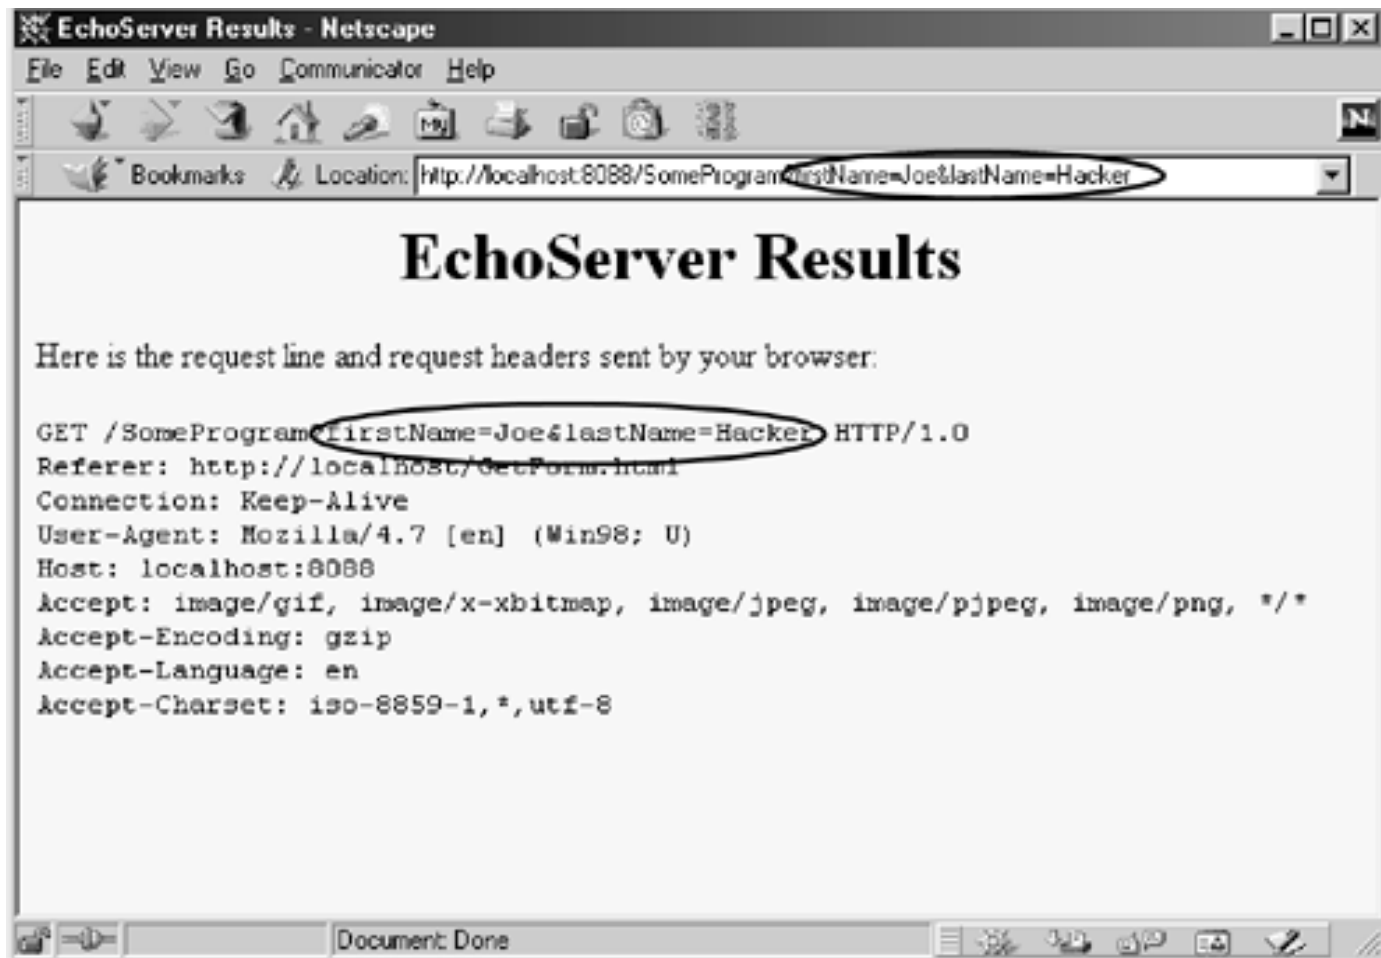 EchoServer Results - Netscape
File Edit View Go Communicator Help
My
N
Bookmarks Location: http://localhost:8088/SomeProgram?firstName=Joe&lastName=Hacker
EchoServer Results
Here is the request line and request headers sent by your browser:
GET /SomeProgram?firstName=Joe&lastName=Hacker HTTP/1.0
Referer: http://localhost/GetForm.html
Connection: Keep-Alive
User-Agent: Mozilla/4.7 [en] (Win98; U)
Host: localhost:8088
Accept: image/gif, image/x-xbitmap, image/jpeg, image/pjpeg, image/png, */*
Accept-Encoding: gzip
Accept-Language: en
Accept-Charset: iso-8859-1,*,utf-8
Document: Done